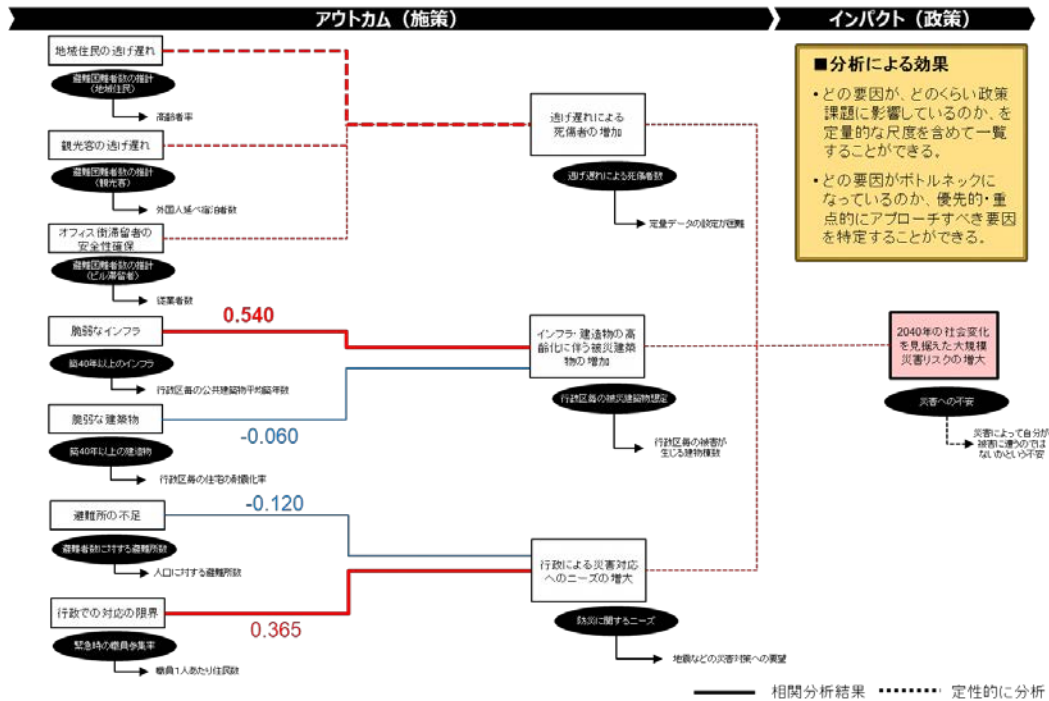 アウトカム（施策）
インパクト（政策）
地域住民の逃げ遅れ
避難困難者数の推計
（地域住民）
高齢者率
観光客の逃げ遅れ
避難困難者数の推計
（観光客）
外国人延べ宿泊者数
オフィス街滞留者の
安全性確保
避難困難者数の推計
（ビル滞留者）
従業者数
逃げ遅れによる
死傷者の増加
逃げ遅れによる死傷者数
定量データの設定が困難
0.540
脆弱なインフラ
築40年以上のインフラ
行政区毎の公共建築物平均築年数
脆弱な建築物
-0.060
築40年以上の建造物
行政区毎の住宅の耐震化率
インフラ・建造物の高
齢化に伴う被災建築
物の増加
行政区毎の被災建築物想定
行政区毎の被害が
生じる建物棟数
-0.120
避難所の不足
避難者数に対する避難所数
人口に対する避難所数
行政での対応の限界
0.365
緊急時の職員参集率
職員1人あたり住民数
行政による災害対応
へのニーズの増大
防災に関するニーズ
地震などの災害対策への要望
■分析による効果
・どの要因が、どのくらい政策
課題に影響しているのか、を
定量的な尺度を含めて一覧
することができる。
・どの要因がボトルネックに
なっているのか、優先的・重
点的にアプローチすべき要因
を特定することができる。
2040年の社会変化
を見据えた大規模
災害リスクの増大
災害への不安
災害によって自分が
被害に遭うのでは
ないかという不安
相関分析結果
定性的に分析